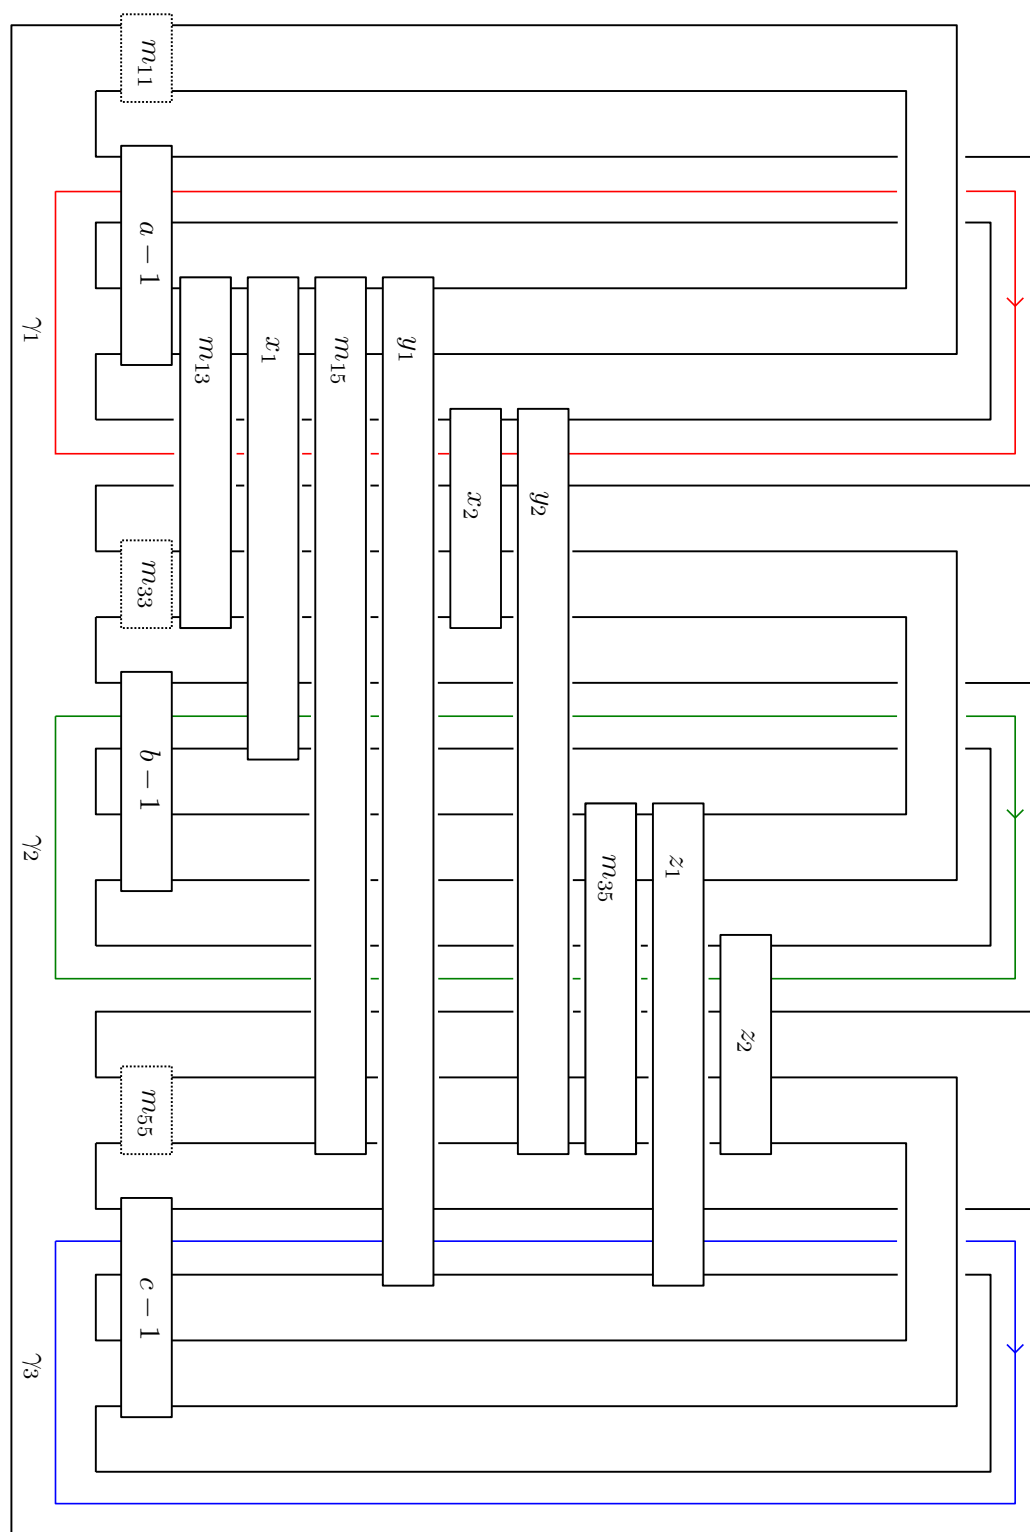 m₁₁
a − 1
γ₁
m₁₃
x₁
m₁₅
y₁
x₂
y₂
m₃₃
b − 1
γ₂
m₃₅
z₁
z₂
m₅₅
c − 1
γ₃